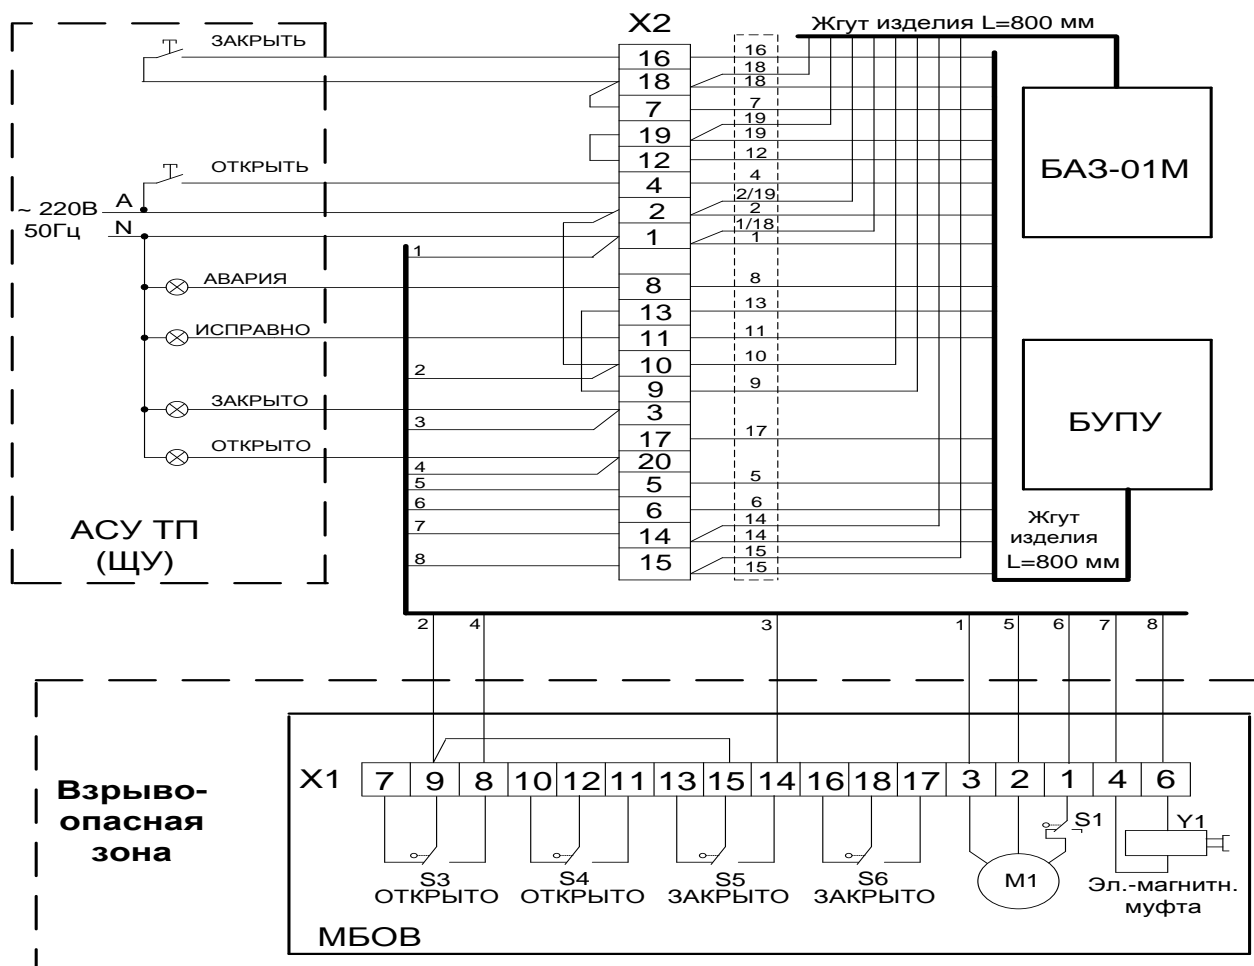 X2
Жгут изделия L=800 мм
ЗАКРЫТЬ
16
16
18
18
18
7
7
19
19
19
12
12
БАЗ-01М
ОТКРЫТЬ
4
4
2/19
~ 220В
A
2
2
50Гц
N
1/18
1
1
1
АВАРИЯ
8
8
13
13
ИСПРАВНО
11
11
2
10
10
9
9
ЗАКРЫТО
3
3
17
17
БУПУ
ОТКРЫТО
4
20
5
5
5
6
6
6
7
14
14
14
8
15
15
15
АСУ ТП
(ЩУ)
Жгут
изделия
L=800 мм
2 4 3 1 5 6 7 8
Взрыво-
опасная
зона
X1 7 9 8 10 12 11 13 15 14 16 18 17 3 2 1 4 6
S1
Y1
S3 S4 S5 S6
ОТКРЫТО ОТКРЫТО ЗАКРЫТО ЗАКРЫТО
М1
Эл.-магнитн.
муфта
МБОВ